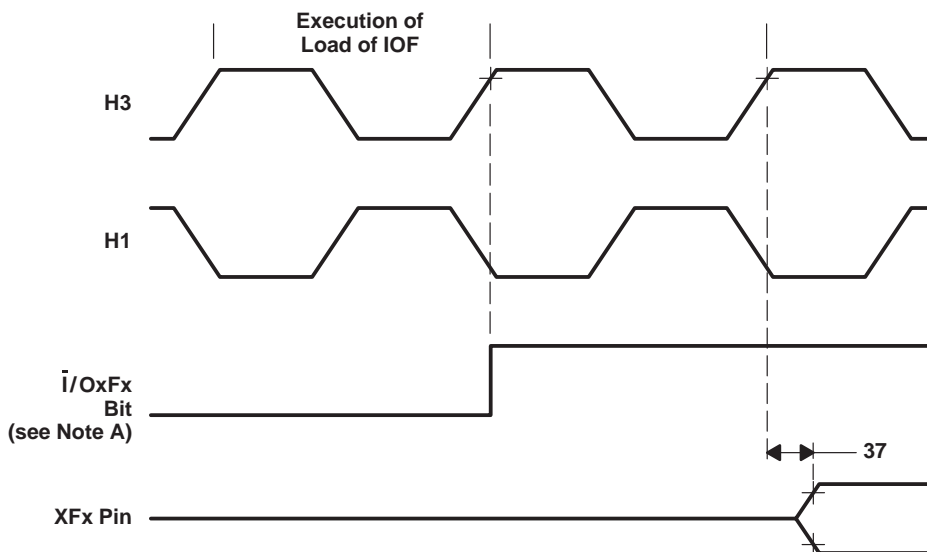 Execution of
Load of IOF
H3
H1
Ī/OxFx
Bit
(see Note A)
37
XFx Pin